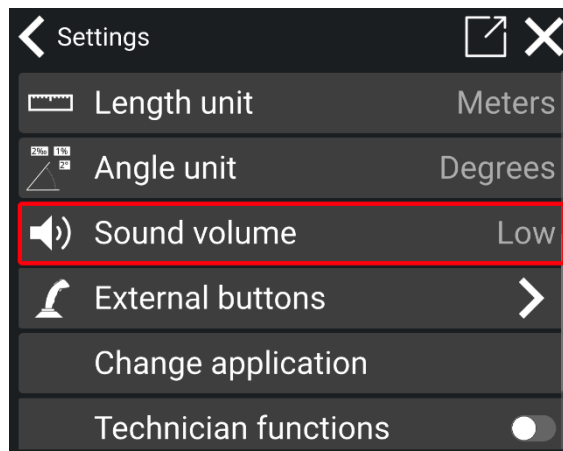 Settings
Length unit Meters
2‰ 1%
2°
Angle unit Degrees
Sound volume Low
External buttons
Change application
Technician functions